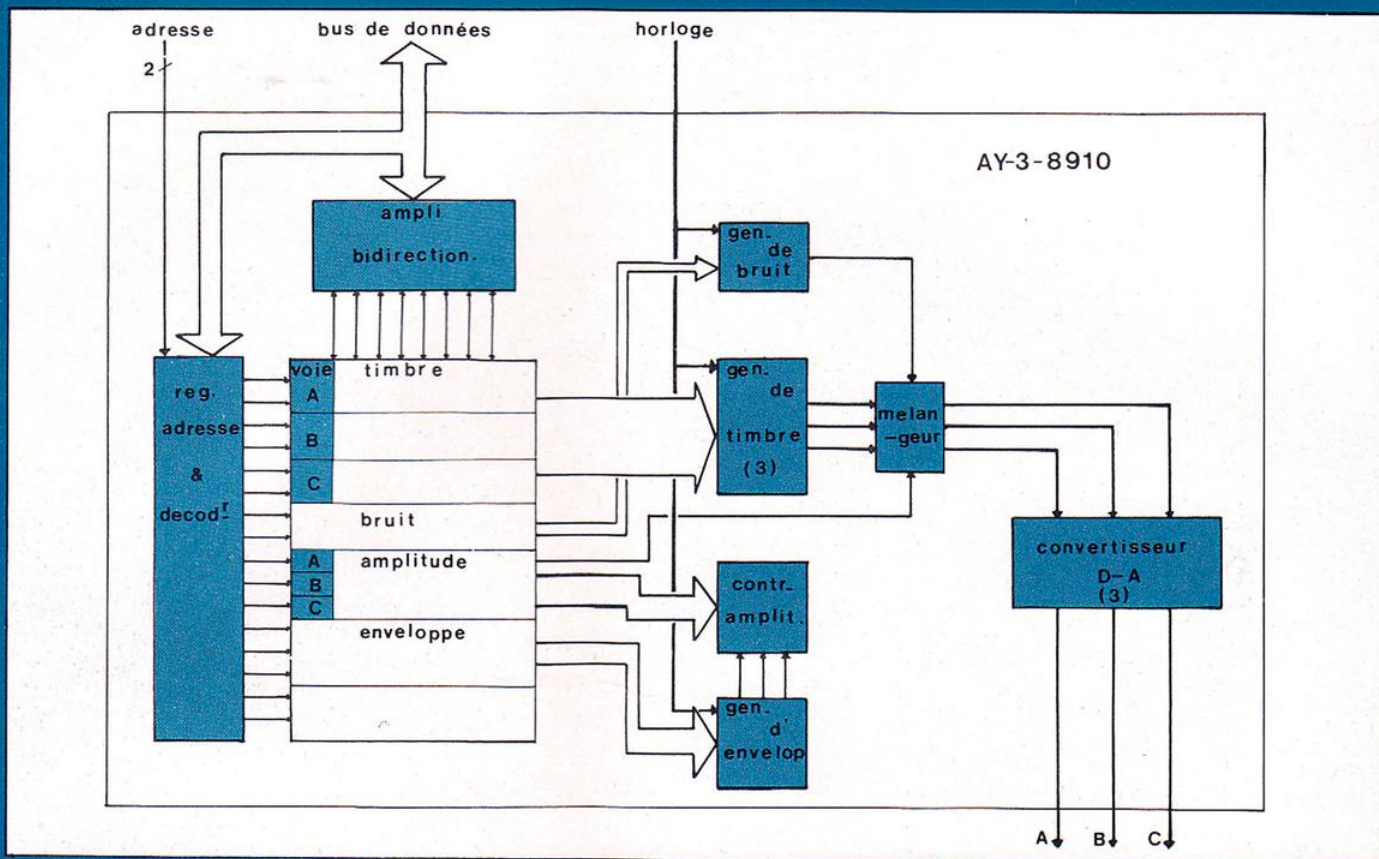 adresse
bus de données
horloge
2
AY-3-8910
ampli
bidirection.
gen.
de
bruit
reg.
adresse
&
decodr
voie
timbre
A
B
C
bruit
A
amplitude
B
C
enveloppe
gen.
de
timbre
(3)
melan
-geur
contr.
amplit.
gen.
d'
envelop
convertisseur
D-A
(3)
A
B
C